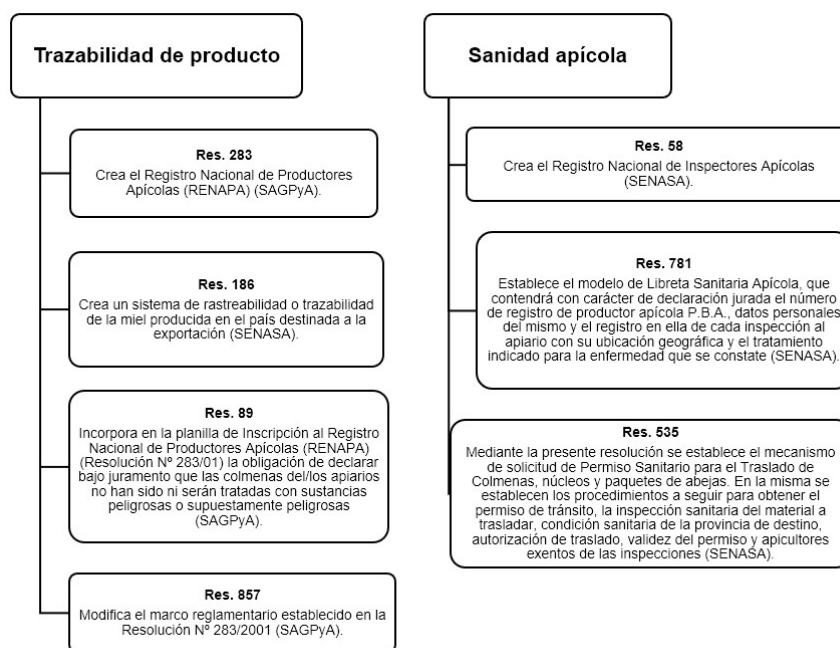 Trazabilidad de producto
Res. 283
Crea el Registro Nacional de Productores
Apícolas (RENAPA) (SAGPyA).
Res. 186
Crea un sistema de rastreabilidad o trazabilidad
de la miel producida en el país destinada a la
exportación (SENASA).
Res. 89
Incorpora en la planilla de Inscripción al Registro
Nacional de Productores Apícolas (RENAPA)
(Resolución Nº 283/01) la obligación de declarar
bajo juramento que las colmenas del/los apiarios
no han sido ni serán tratadas con sustancias
peligrosas o supuestamente peligrosas
(SAGPyA).
Res. 857
Modifica el marco reglamentario establecido en la
Resolución Nº 283/2001 (SAGPyA).
Sanidad apícola
Res. 58
Crea el Registro Nacional de Inspectores Apícolas
(SENASA).
Res. 781
Establece el modelo de Libreta Sanitaria Apícola, que
contendrá con carácter de declaración jurada el número
de registro de productor apícola P.B.A., datos personales
del mismo y el registro en ella de cada inspección al
apiario con su ubicación geográfica y el tratamiento
indicado para la enfermedad que se constate (SENASA).
Res. 535
Mediante la presente resolución se establece el mecanismo
de solicitud de Permiso Sanitario para el Traslado de
Colmenas, núcleos y paquetes de abejas. En la misma se
establecen los procedimientos a seguir para obtener el
permiso de tránsito, la inspección sanitaria del material a
trasladar, condición sanitaria de la provincia de destino,
autorización de traslado, validez del permiso y apicultores
exentos de las inspecciones (SENASA).